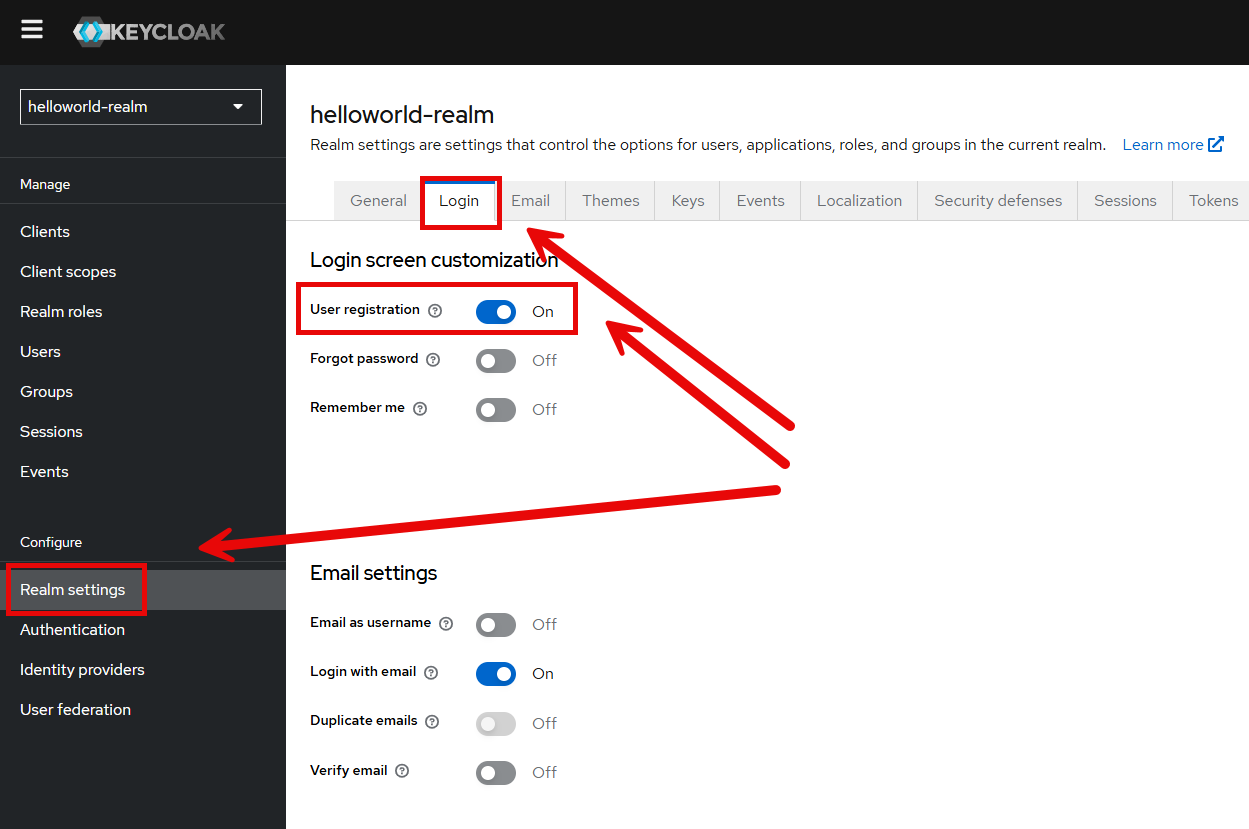 KEYCLOAK
helloworld-realm
Manage
Clients
Client scopes
Realm roles
Users
Groups
Sessions
Events
Configure
Realm settings
Authentication
Identity providers
User federation
helloworld-realm
Realm settings are settings that control the options for users, applications, roles, and groups in the current realm. Learn more
General Login Email Themes Keys Events Localization Security defenses Sessions Tokens
Login screen customization
User registration ? On
Forgot password ? Off
Remember me ? Off
Email settings
Email as username ? Off
Login with email ? On
Duplicate emails ? Off
Verify email ? Off